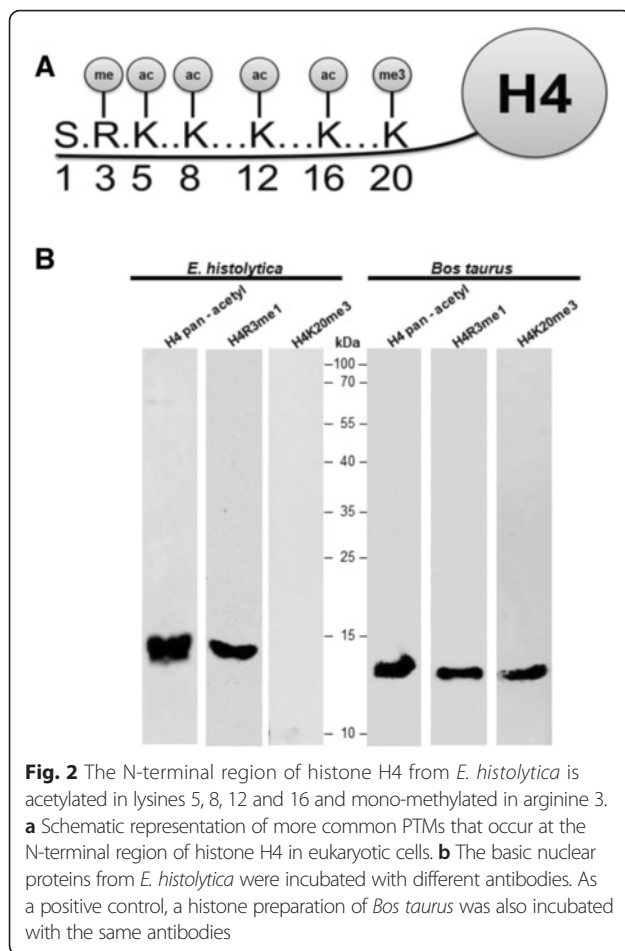 A
me ac ac ac ac me3
S.R.K..K...K...K...K
1 3 5 8 12 16 20
H4
B
E. histolytica
Bos taurus
H4 pan - acetyl
H4R3me1
H4K20me3
kDa
H4 pan - acetyl
H4R3me1
H4K20me3
–100–
– 70 –
– 55 –
– 40 –
– 35 –
– 25 –
– 15 –
– 10 –
Fig. 2 The N-terminal region of histone H4 from E. histolytica is
acetylated in lysines 5, 8, 12 and 16 and mono-methylated in arginine 3.
a Schematic representation of more common PTMs that occur at the
N-terminal region of histone H4 in eukaryotic cells. b The basic nuclear
proteins from E. histolytica were incubated with different antibodies. As
a positive control, a histone preparation of Bos taurus was also incubated
with the same antibodies